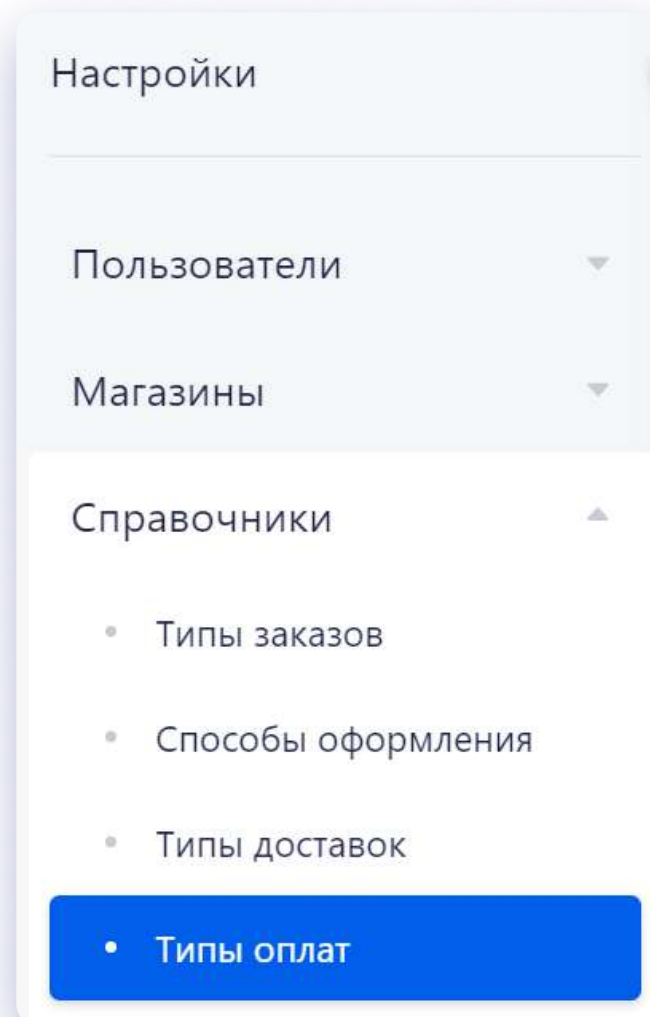 Настройки
Пользователи
Магазины
Справочники
Типы заказов
Способы оформления
Типы доставок
Типы оплат